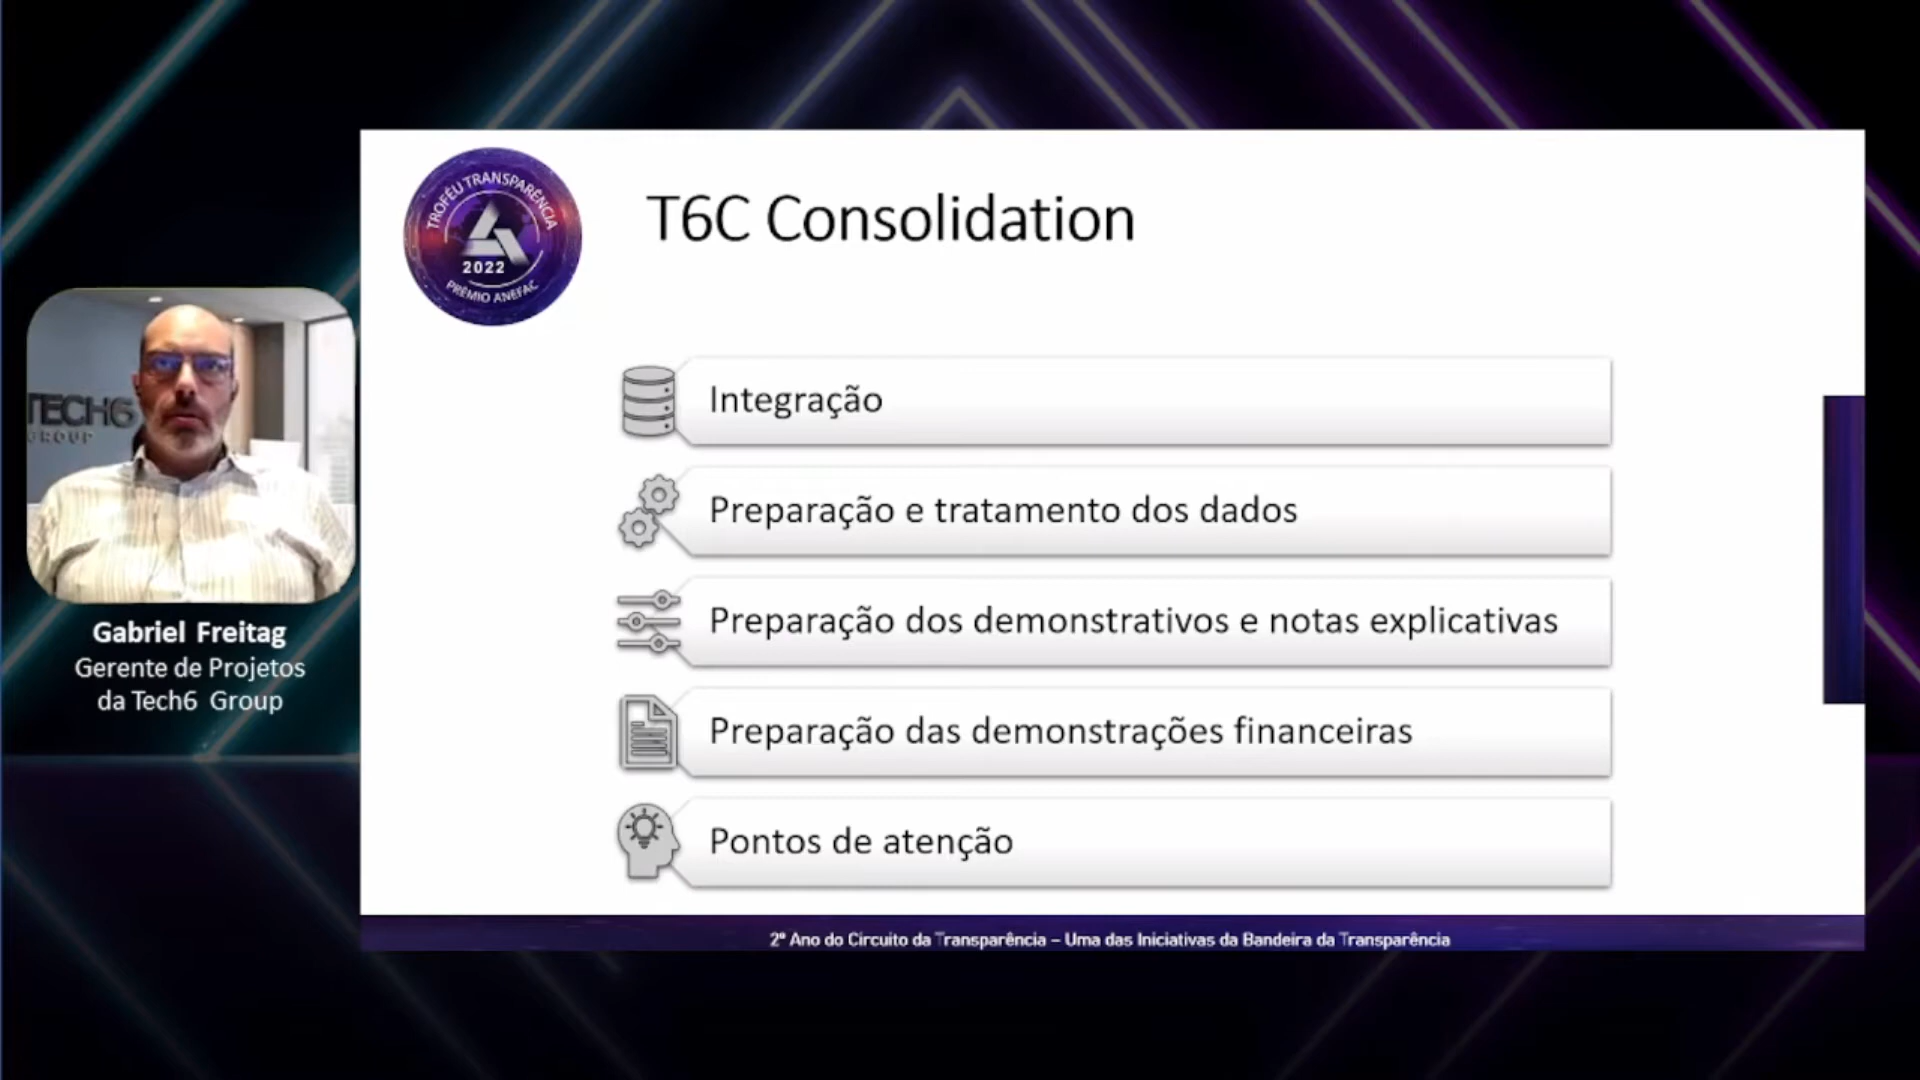 TROFÉU TRANSPARÊNCIA
2022
PRÊMIO ANEFAC
T6C Consolidation
TECH6
GROUP
Gabriel Freitag
Gerente de Projetos
da Tech6 Group
Integração
Preparação e tratamento dos dados
Preparação dos demonstrativos e notas explicativas
Preparação das demonstrações financeiras
Pontos de atenção
2º Ano do Circuito da Transparência – Uma das Iniciativas da Bandeira da Transparência